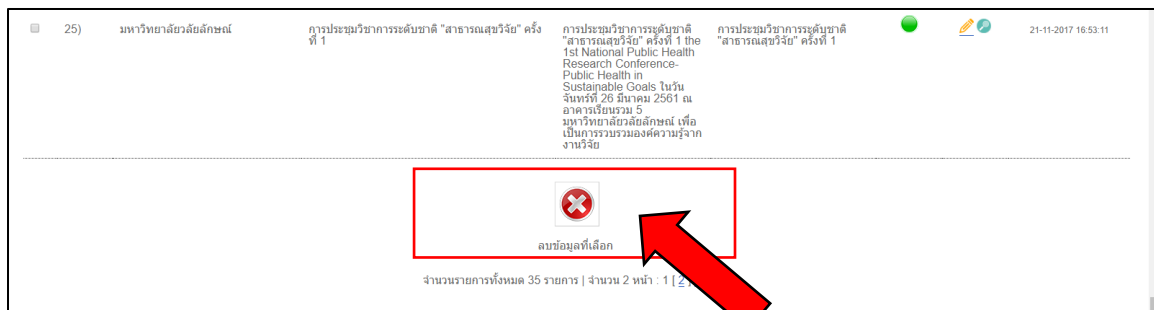 25) มหาวิทยาลัยวลัยลักษณ์ การประชุมวิชาการระดับชาติ "สาธารณสุขวิจัย" ครั้ง
ที่ 1
การประชุมวิชาการระดับชาติ
"สาธารณสุขวิจัย" ครั้งที่ 1 the
1st National Public Health
Research Conference-
Public Health in
Sustainable Goals ในวัน
จันทร์ที่ 26 มีนาคม 2561 ณ
อาคารเรียนรวม 5
มหาวิทยาลัยวลัยลักษณ์ เพื่อ
เป็นการรวบรวมองค์ความรู้จาก
งานวิจัย
การประชุมวิชาการระดับชาติ
"สาธารณสุขวิจัย" ครั้งที่ 1
21-11-2017 16:53:11
ลบข้อมูลที่เลือก
จำนวนรายการทั้งหมด 35 รายการ | จำนวน 2 หน้า : 1 [ 2 ]